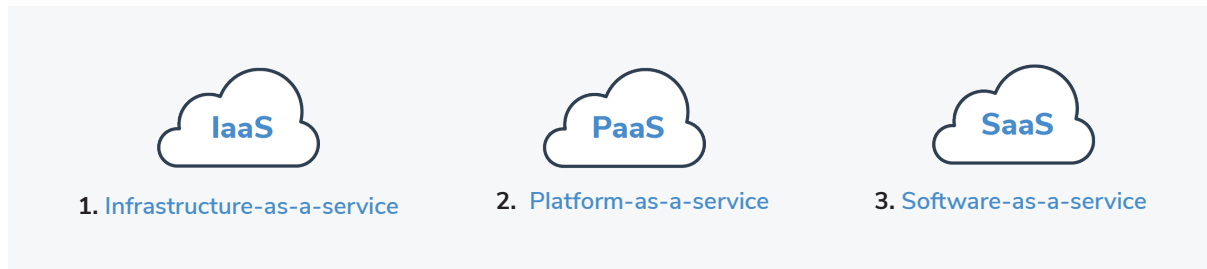 IaaS
PaaS
SaaS
1. Infrastructure-as-a-service
2. Platform-as-a-service
3. Software-as-a-service